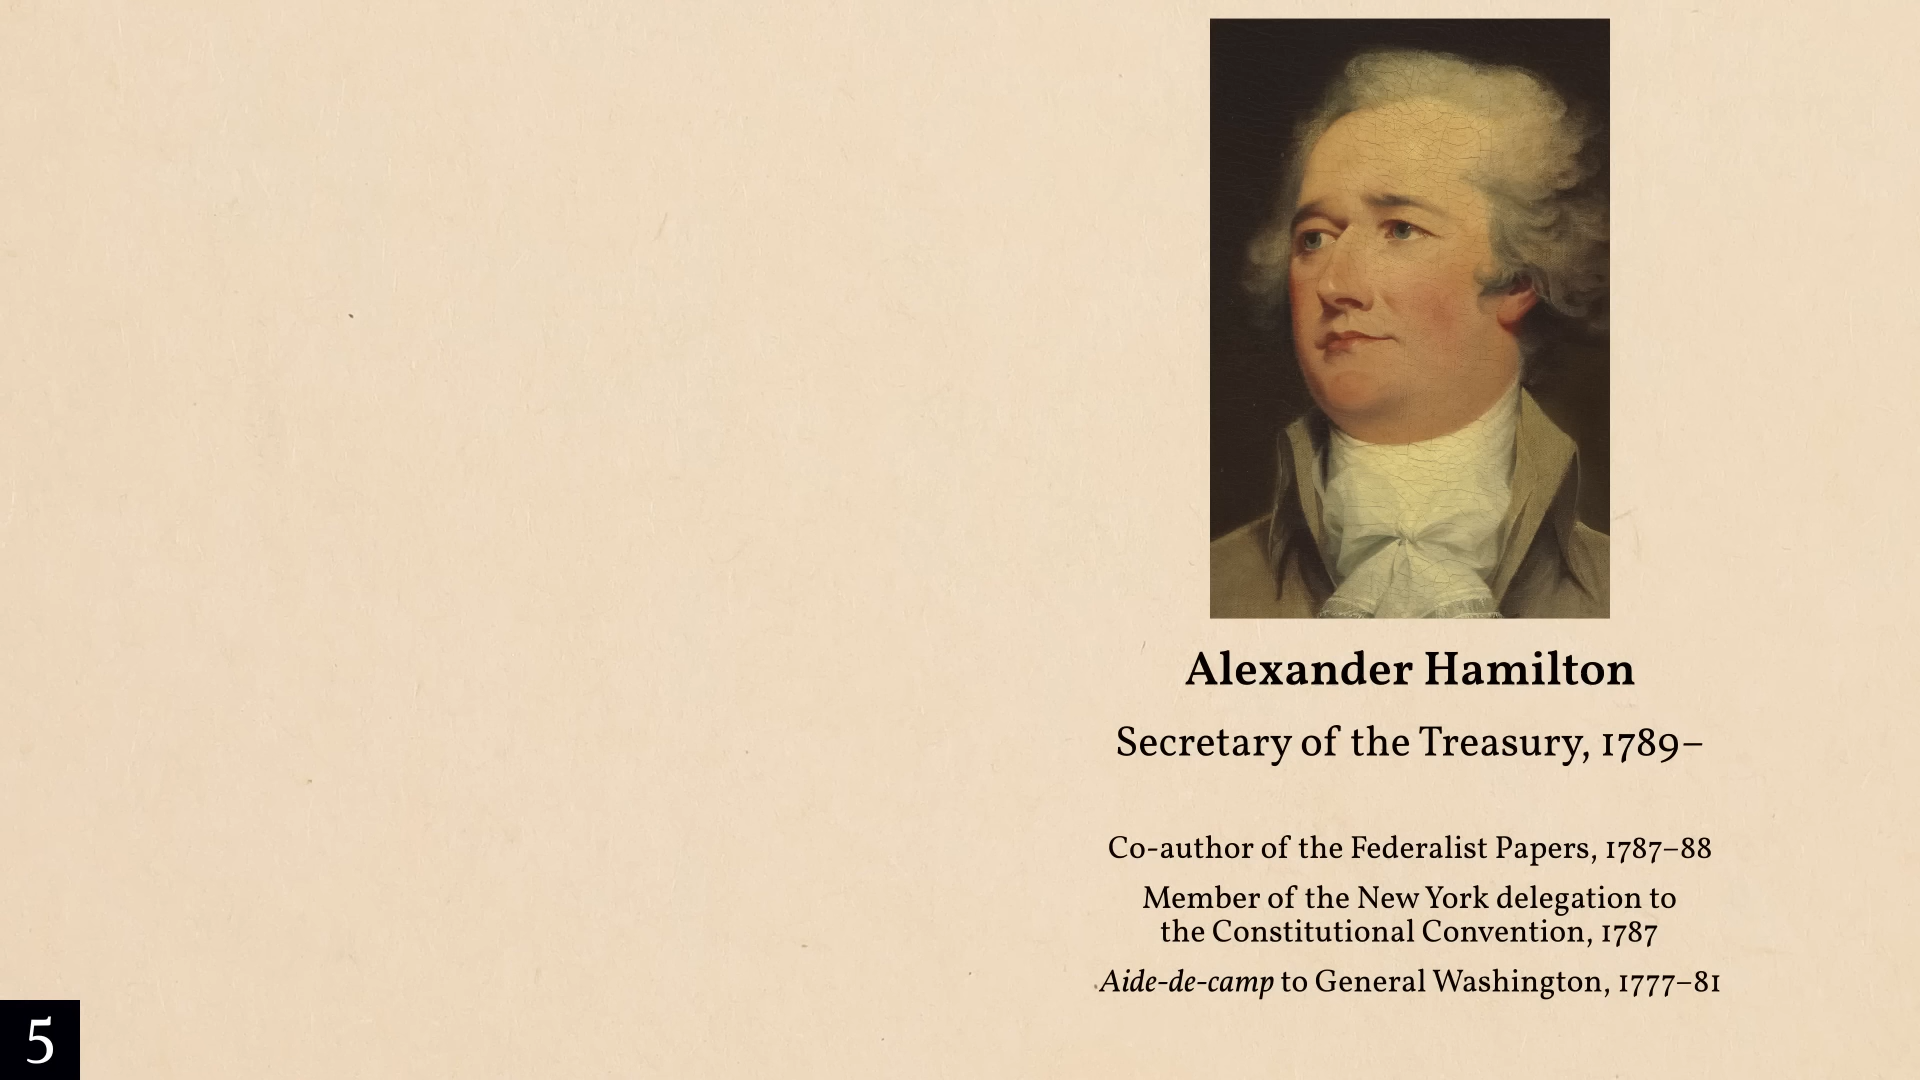 Alexander Hamilton
Secretary of the Treasury, 1789–
Co-author of the Federalist Papers, 1787–88
Member of the New York delegation to
the Constitutional Convention, 1787
Aide-de-camp to General Washington, 1777–81
5